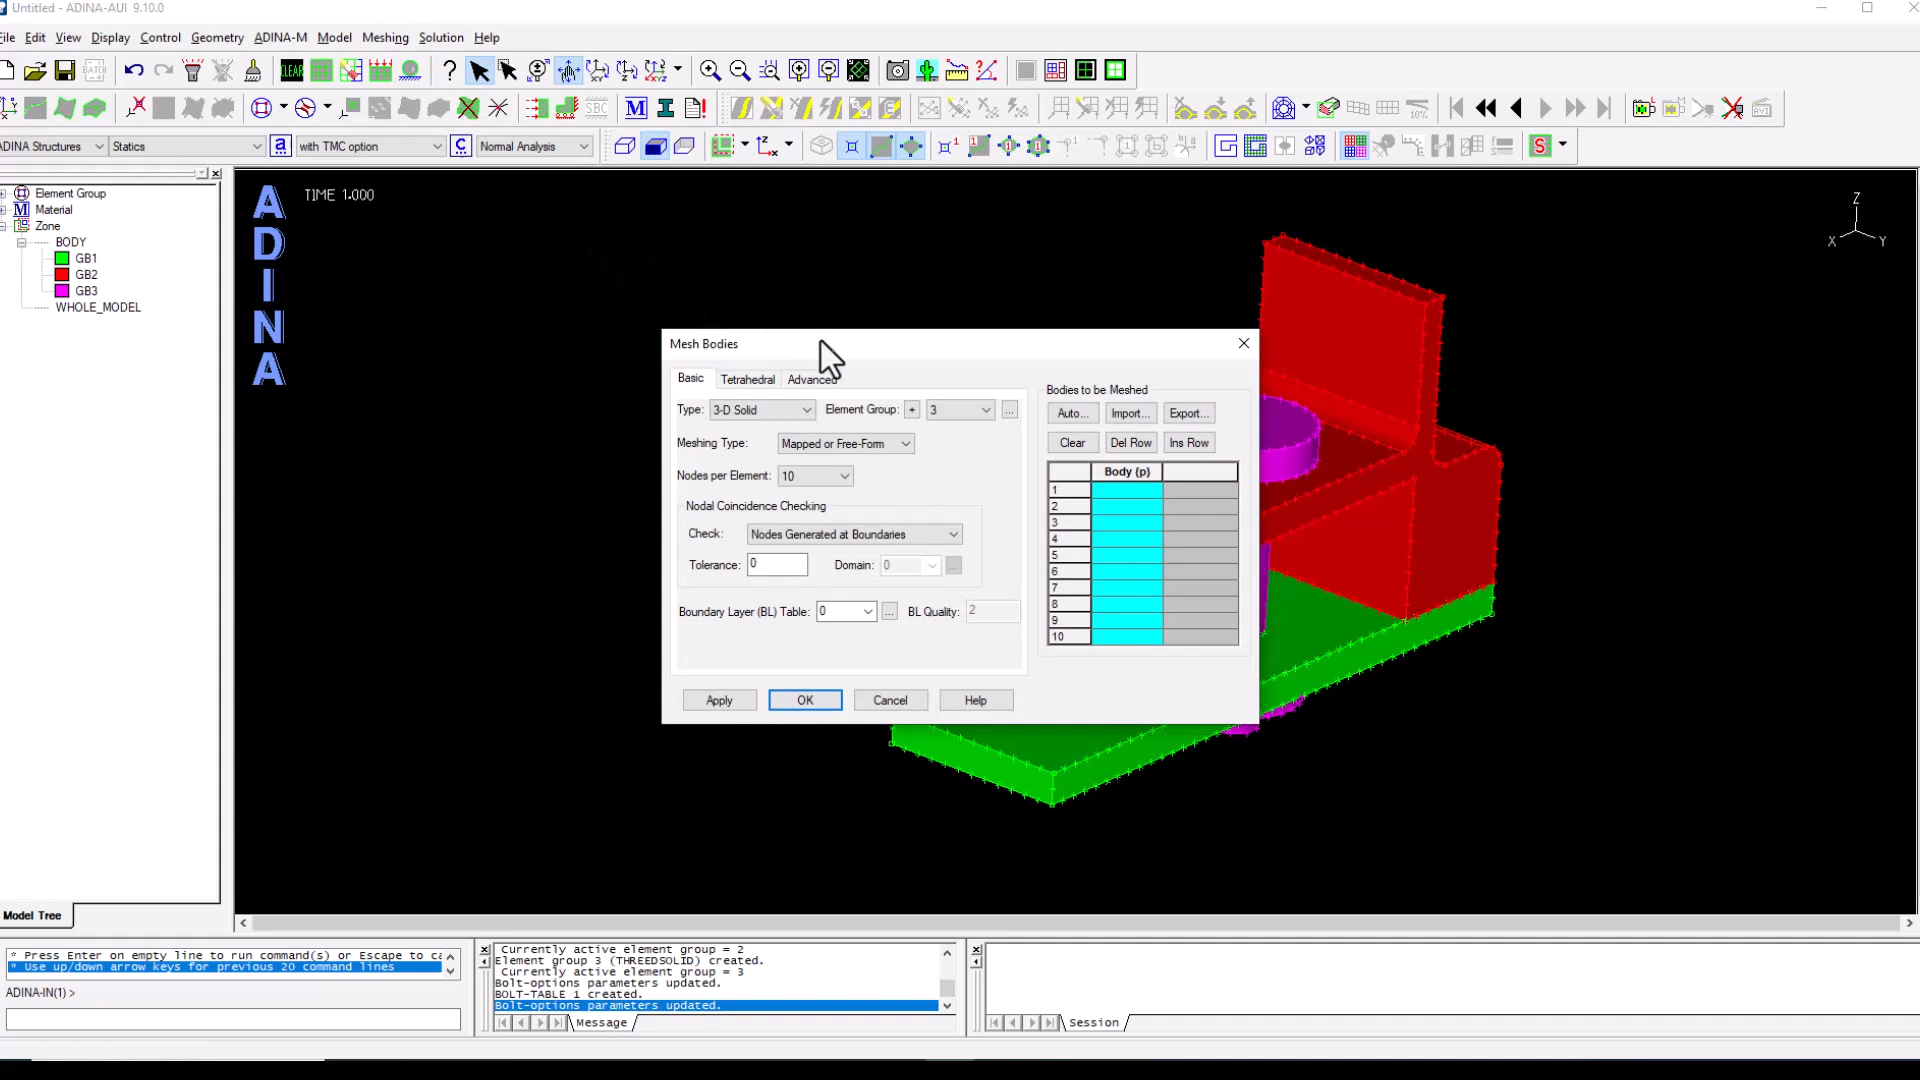 Untitled - ADINA-AUI 9.10.0
File Edit View Display Control Geometry ADINA-M Model Meshing Solution Help
ADINA Structures Statics with TMC option Normal Analysis
Element Group
Material
Zone
BODY
GB1
GB2
GB3
WHOLE_MODEL
Model Tree
ADINA
TIME 1.000
Z
X Y
Mesh Bodies
Basic Tetrahedral Advanced
Type: 3-D Solid Element Group: + 3 ...
Meshing Type: Mapped or Free-Form
Nodes per Element: 10
Nodal Coincidence Checking
Check: Nodes Generated at Boundaries
Tolerance: 0 Domain: 0 ...
Boundary Layer (BL) Table: 0 ... BL Quality: 2
Apply OK Cancel Help
Bodies to be Meshed
Auto... Import... Export...
Clear Del Row Ins Row
Body {p}
1
2
3
4
5
6
7
8
9
10
* Press Enter on empty line to run command(s) or Escape to ca
* Use up/down arrow keys for previous 20 command lines
ADINA-IN(1) >
Currently active element group = 2
Element group 3 (THREEDSOLID) created.
Currently active element group = 3
Bolt-options parameters updated.
BOLT-TABLE 1 created.
Bolt-options parameters updated.
Message
Session